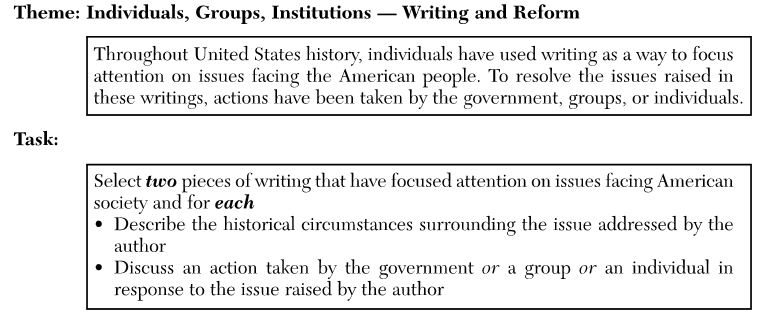 Theme: Individuals, Groups, Institutions — Writing and Reform
Throughout United States history, individuals have used writing as a way to focus
attention on issues facing the American people. To resolve the issues raised in
these writings, actions have been taken by the government, groups, or individuals.
Task:
Select two pieces of writing that have focused attention on issues facing American
society and for each
• Describe the historical circumstances surrounding the issue addressed by the
author
• Discuss an action taken by the government or a group or an individual in
response to the issue raised by the author